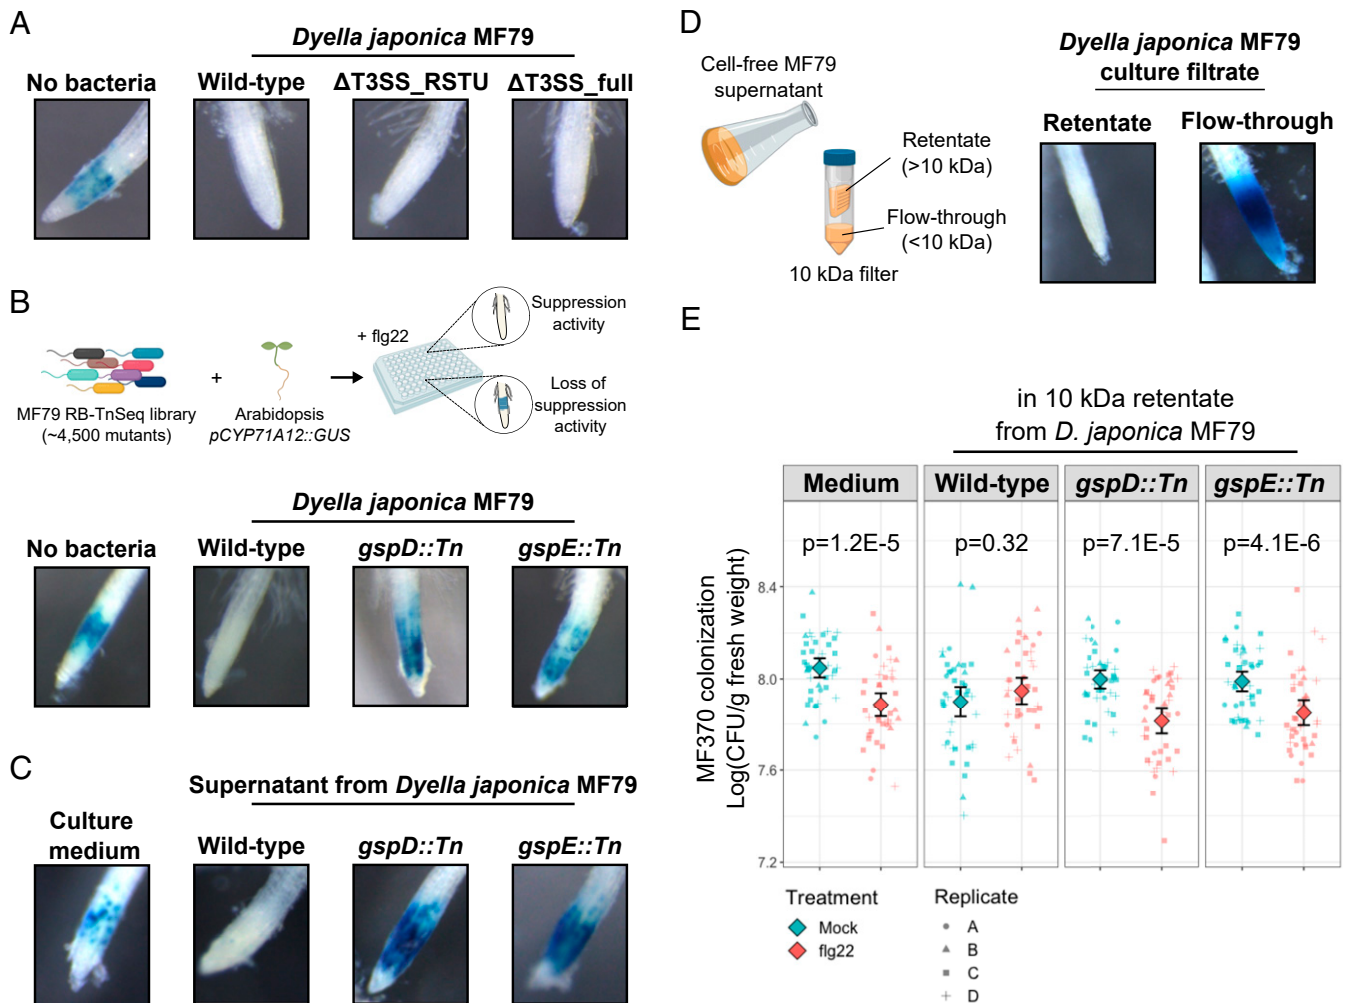 A
Dyella japonica MF79
No bacteria
Wild-type
ΔT3SS_RSTU
ΔT3SS_full
B
MF79 RB-TnSeq library
(~4,500 mutants)
+
Arabidopsis
pCYP71A12::GUS
+ flg22
Suppression
activity
Loss of
suppression
activity
Dyella japonica MF79
No bacteria
Wild-type
gspD::Tn
gspE::Tn
C
Supernatant from Dyella japonica MF79
Culture
medium
Wild-type
gspD::Tn
gspE::Tn
D
Cell-free MF79
supernatant
Retentate
(>10 kDa)
Flow-through
(<10 kDa)
10 kDa filter
Dyella japonica MF79
culture filtrate
Retentate
Flow-through
E
in 10 kDa retentate
from D. japonica MF79
Medium
Wild-type
gspD::Tn
gspE::Tn
p=1.2E-5
p=0.32
p=7.1E-5
p=4.1E-6
MF370 colonization
Log(CFU/g fresh weight)
8.4
8.0
7.6
7.2
Treatment
Mock
flg22
Replicate
A
B
C
D